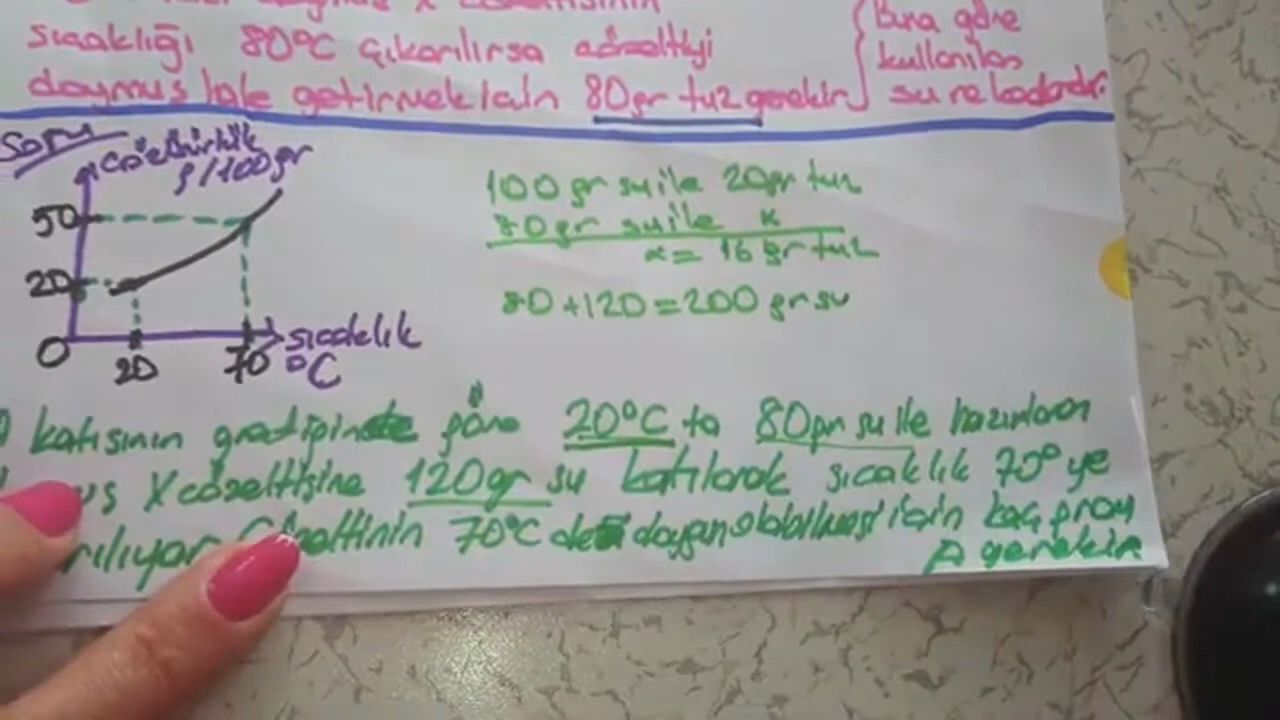 X çözeltisinin
sıcaklığı 80°C çıkarılırsa çözeltiyi
doymuş hale getirmek için 80gr tuz gerekir
Buna göre
kullanılan
su ne kadardır.
Soru
çözünürlük
g/100gr
50
20
0
20
70
sıcaklık
°C
100 gr su ile 20gr tuz
80gr su ile x
x = 16 gr tuz
80+120=200 gr su
katısının grafiğine göre 20°C ta 80gr su ile hazırlanan
X çözeltisine 120gr su katılarak sıcaklık 70° ye
70°C de doygun olabilmesi için kaç gram
A gerekir